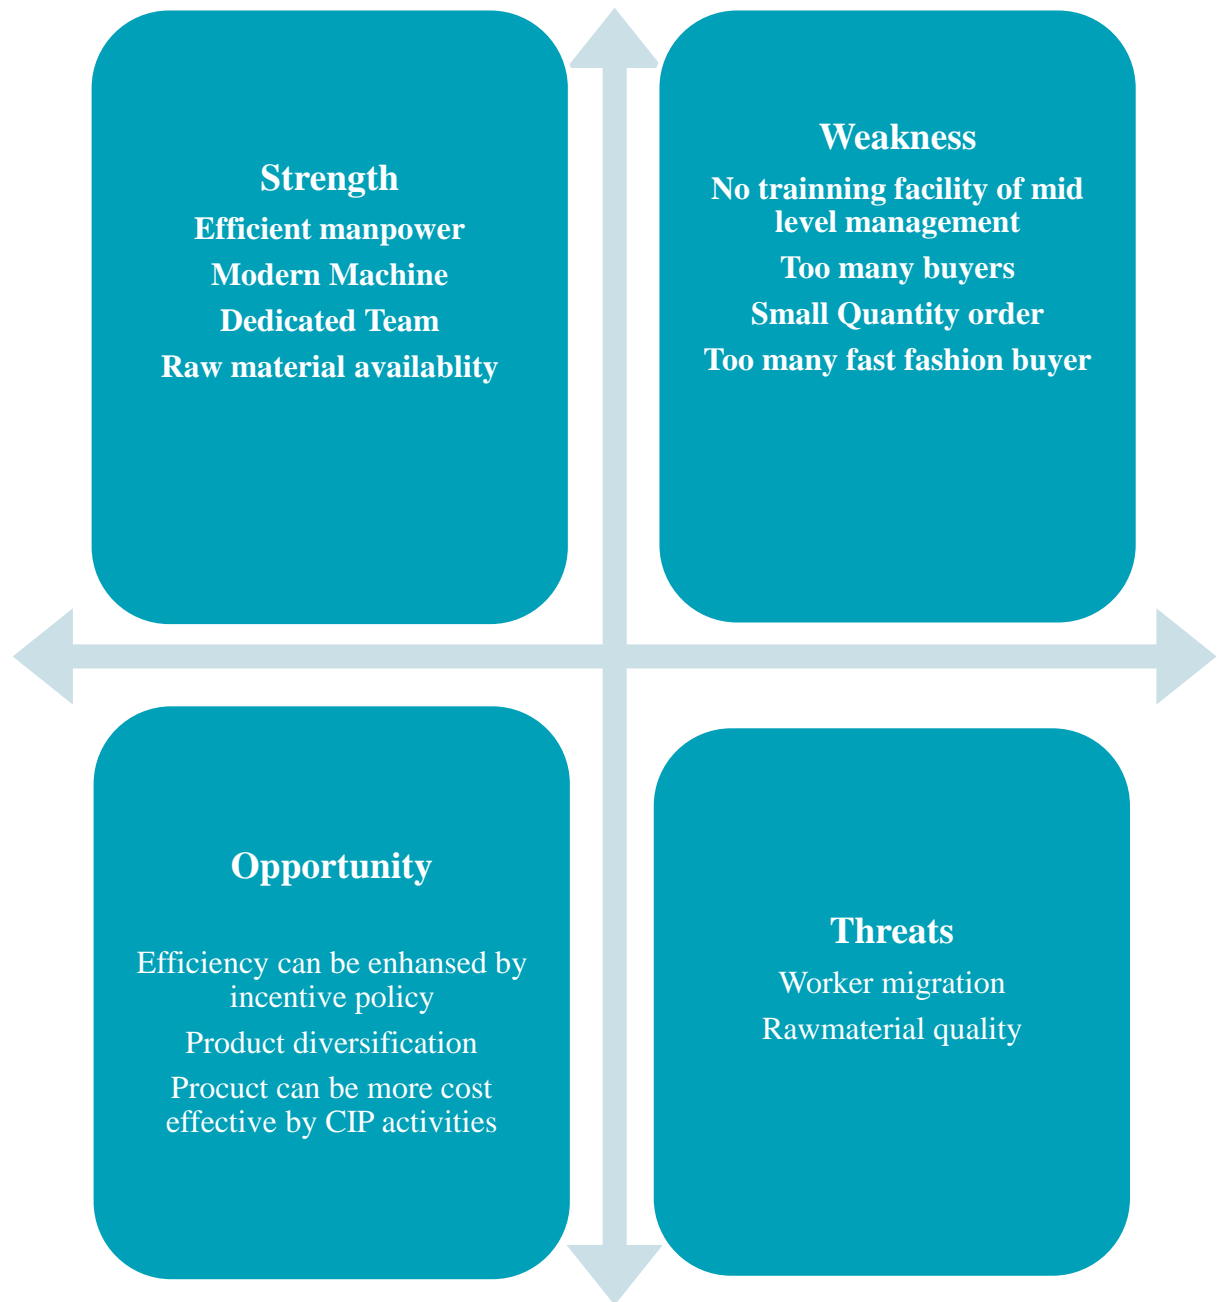 Strength
Efficient manpower
Modern Machine
Dedicated Team
Raw material availablity
Weakness
No trainning facility of mid
level management
Too many buyers
Small Quantity order
Too many fast fashion buyer
Opportunity
Efficiency can be enhansed by
incentive policy
Product diversification
Procuct can be more cost
effective by CIP activities
Threats
Worker migration
Rawmaterial quality